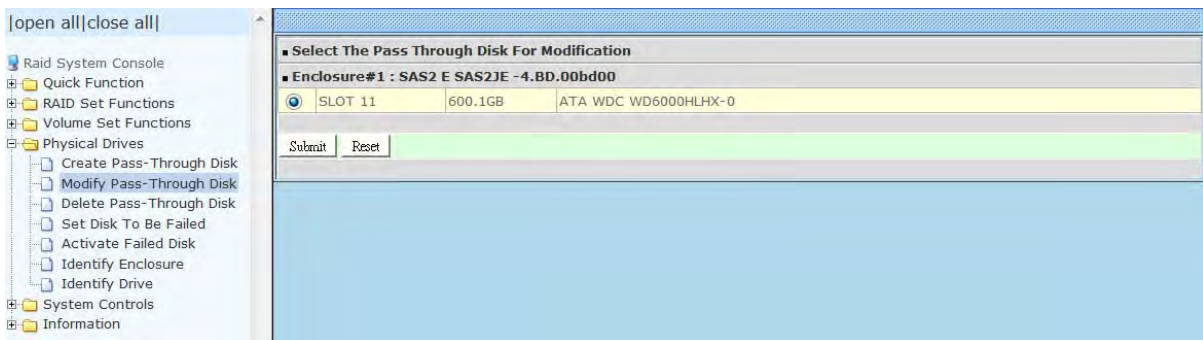 |open all|close all|
Raid System Console
Quick Function
RAID Set Functions
Volume Set Functions
Physical Drives
Create Pass-Through Disk
Modify Pass-Through Disk
Delete Pass-Through Disk
Set Disk To Be Failed
Activate Failed Disk
Identify Enclosure
Identify Drive
System Controls
Information
Select The Pass Through Disk For Modification
Enclosure#1 : SAS2 E SAS2JE -4.BD.00bd00
SLOT 11 600.1GB ATA WDC WD6000HLHX-0
Submit Reset